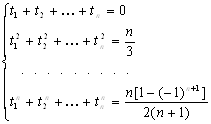 t₁ + t₂ + ... + tₙ = 0
t₁² + t₂² + ... + tₙ² = n/3
. . . . . . . . .
t₁ⁿ + t₂ⁿ + ... + tₙⁿ = n[1 - (-1)ⁿ⁺¹]/2(n + 1)